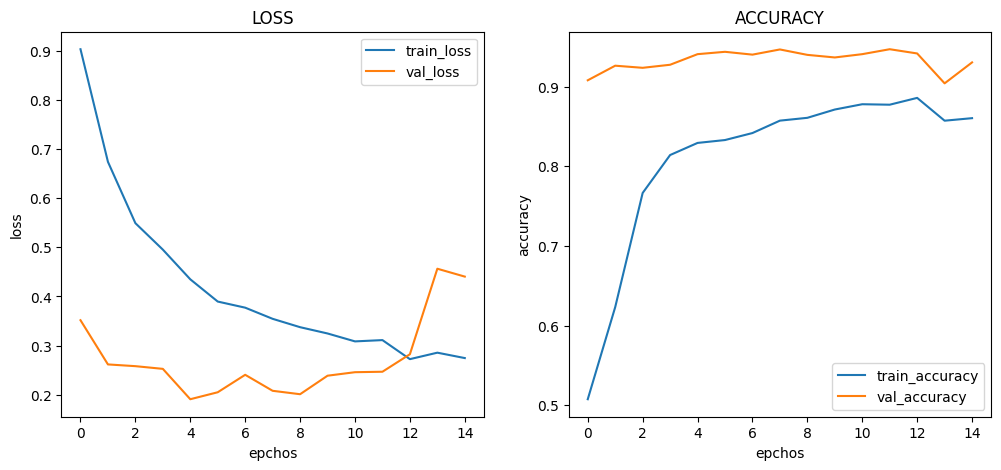 LOSS
0.9
0.8
0.7
0.6
0.5
0.4
0.3
0.2
loss
train_loss
val_loss
0 2 4 6 8 10 12 14
epchos
ACCURACY
0.9
0.8
0.7
0.6
0.5
accuracy
train_accuracy
val_accuracy
0 2 4 6 8 10 12 14
epchos